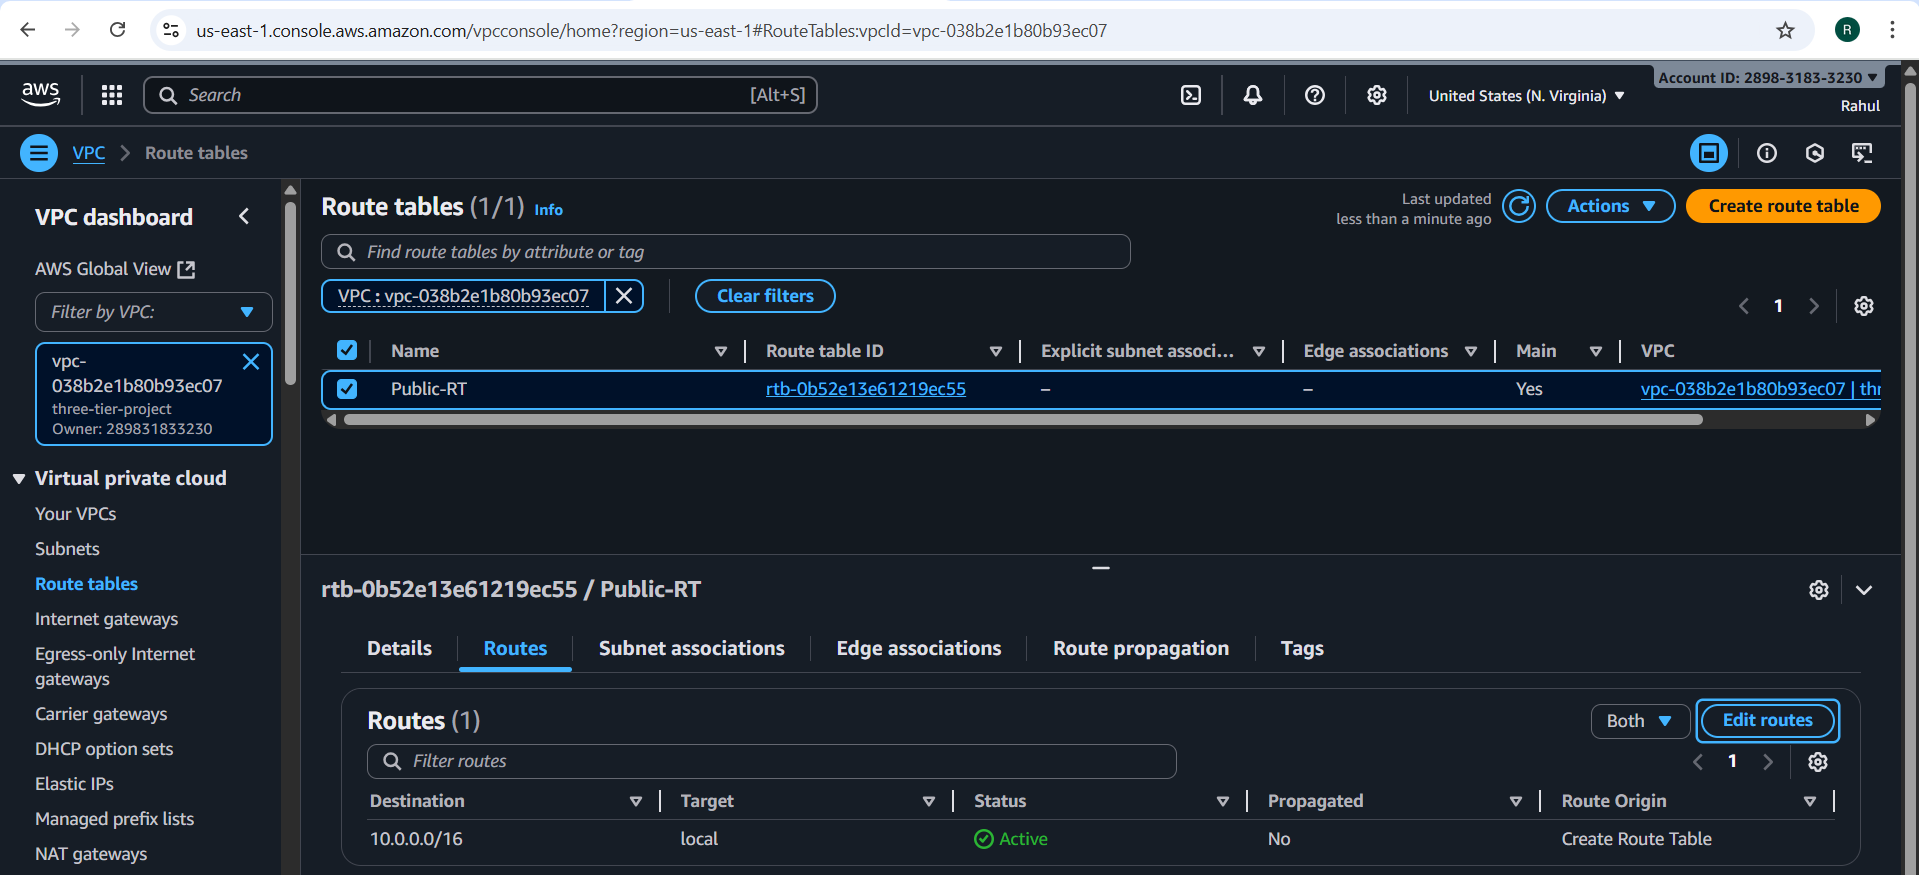 us-east-1.console.aws.amazon.com/vpcconsole/home?region=us-east-1#RouteTables:vpcId=vpc-038b2e1b80b93ec07
R
aws
Search
[Alt+S]
United States (N. Virginia)
Account ID: 2898-3183-3230
Rahul
VPC
Route tables
VPC dashboard
AWS Global View
Filter by VPC:
vpc-
038b2e1b80b93ec07
three-tier-project
Owner: 289831833230
Virtual private cloud
Your VPCs
Subnets
Route tables
Internet gateways
Egress-only Internet
gateways
Carrier gateways
DHCP option sets
Elastic IPs
Managed prefix lists
NAT gateways
Route tables (1/1) Info
Last updated
less than a minute ago
Actions
Create route table
Find route tables by attribute or tag
VPC : vpc-038b2e1b80b93ec07
Clear filters
1
Name Route table ID Explicit subnet associ... Edge associations Main VPC
Public-RT rtb-0b52e13e61219ec55 – – Yes vpc-038b2e1b80b93ec07 | thr
rtb-0b52e13e61219ec55 / Public-RT
Details Routes Subnet associations Edge associations Route propagation Tags
Routes (1)
Both
Edit routes
Filter routes
1
Destination Target Status Propagated Route Origin
10.0.0.0/16 local Active No Create Route Table